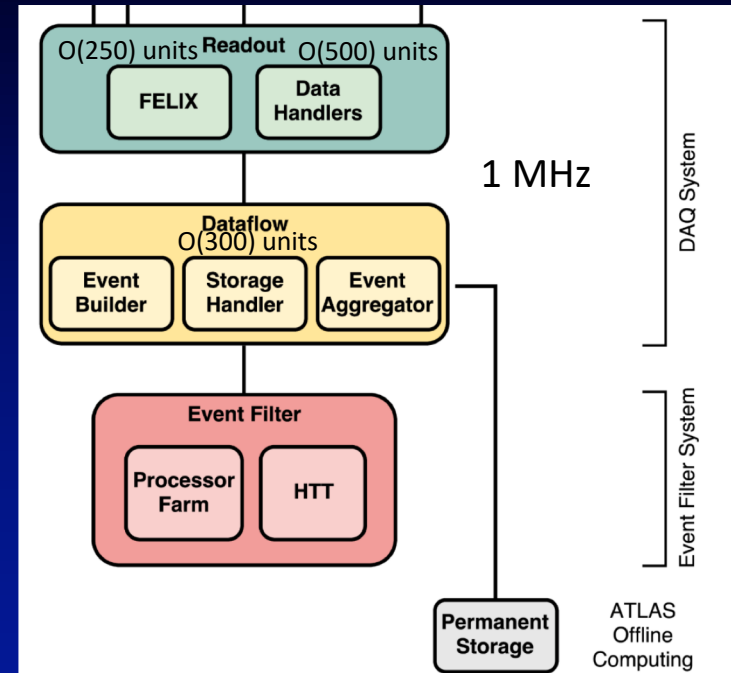 O(250) units Readout O(500) units
FELIX
Data
Handlers
1 MHz
DAQ System
Dataflow
O(300) units
Event
Builder
Storage
Handler
Event
Aggregator
Event Filter
Processor
Farm
HTT
Event Filter System
Permanent
Storage
ATLAS
Offline
Computing